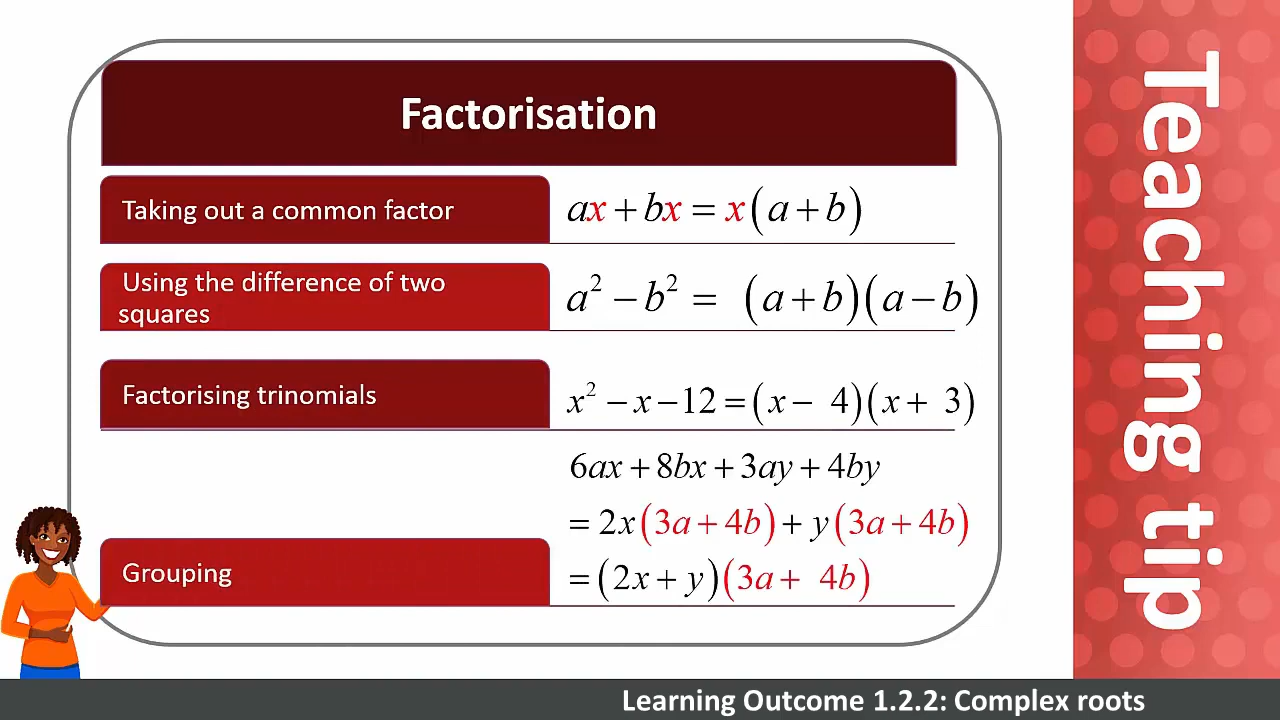 Factorisation
Taking out a common factor
ax + bx = x(a + b)
Using the difference of two
squares
a² − b² = (a + b)(a − b)
Factorising trinomials
x² − x − 12 = (x − 4)(x + 3)
6ax + 8bx + 3ay + 4by
= 2x(3a + 4b) + y(3a + 4b)
Grouping
= (2x + y)(3a + 4b)
Teaching tip
Learning Outcome 1.2.2: Complex roots